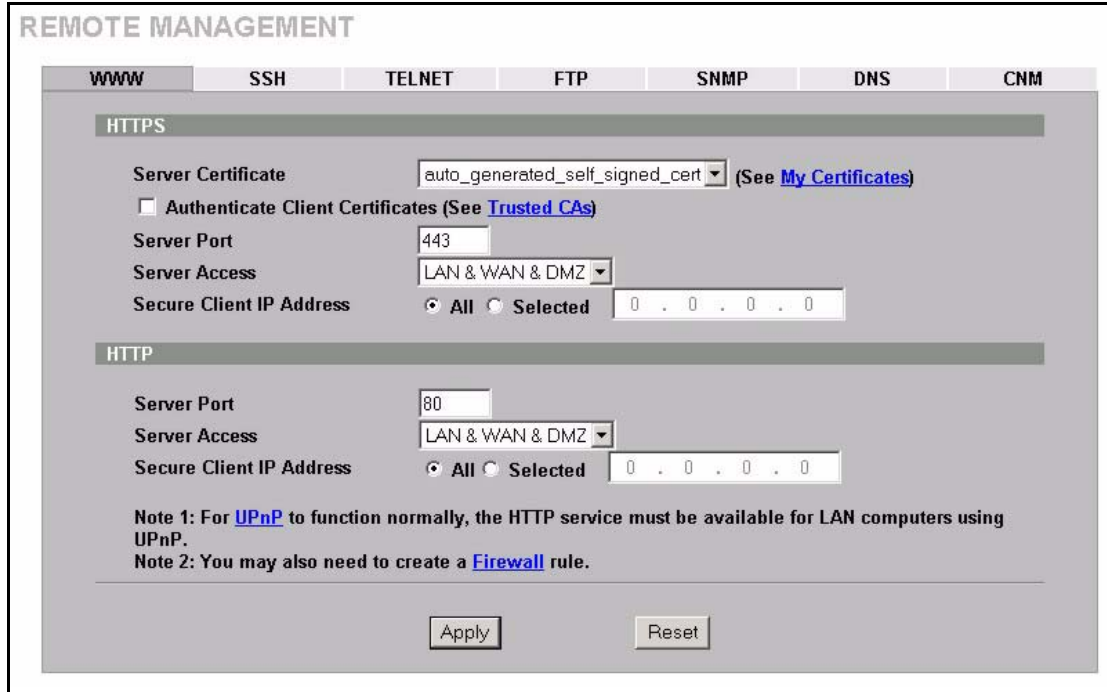 REMOTE MANAGEMENT
WWW SSH TELNET FTP SNMP DNS CNM
HTTPS
Server Certificate auto_generated_self_signed_cert (See My Certificates)
Authenticate Client Certificates (See Trusted CAs)
Server Port 443
Server Access LAN & WAN & DMZ
Secure Client IP Address All Selected 0 . 0 . 0 . 0
HTTP
Server Port 80
Server Access LAN & WAN & DMZ
Secure Client IP Address All Selected 0 . 0 . 0 . 0
Note 1: For UPnP to function normally, the HTTP service must be available for LAN computers using
UPnP.
Note 2: You may also need to create a Firewall rule.
Apply Reset